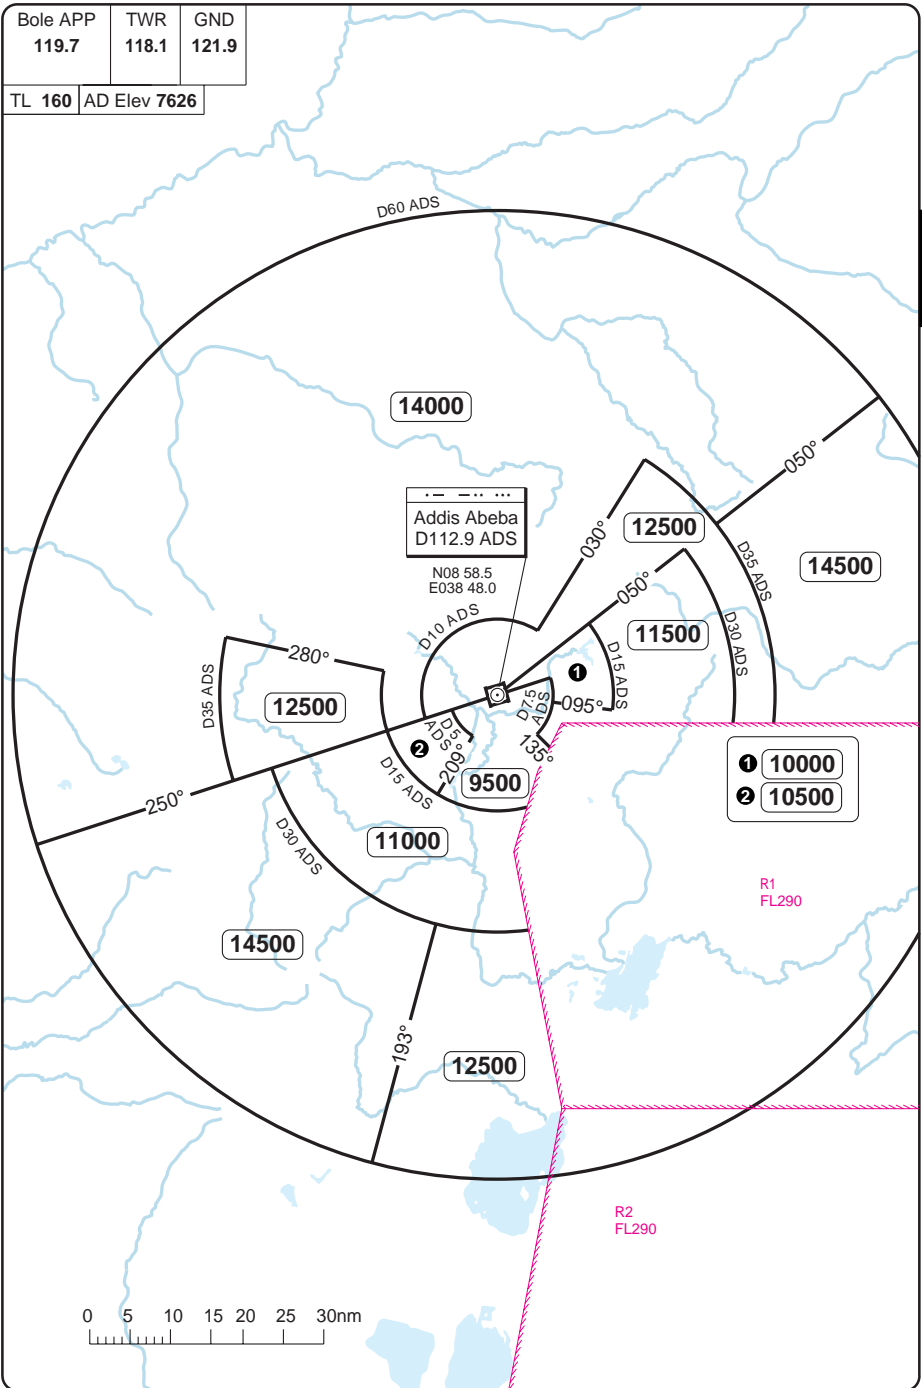 Bole APP
119.7
TWR
118.1
GND
121.9
TL 160
AD Elev 7626
D60 ADS
14000
050°
Addis Abeba
D112.9 ADS
N08 58.5
E038 48.0
030°
12500
D35 ADS
14500
050°
11500
D30 ADS
D10 ADS
D15 ADS
1
280°
D35 ADS
12500
D7.5
ADS
095°
D5
ADS
2
209°
135°
D15 ADS
9500
1 10000
2 10500
250°
D30 ADS
11000
R1
FL290
14500
193°
12500
R2
FL290
0 5 10 15 20 25 30nm